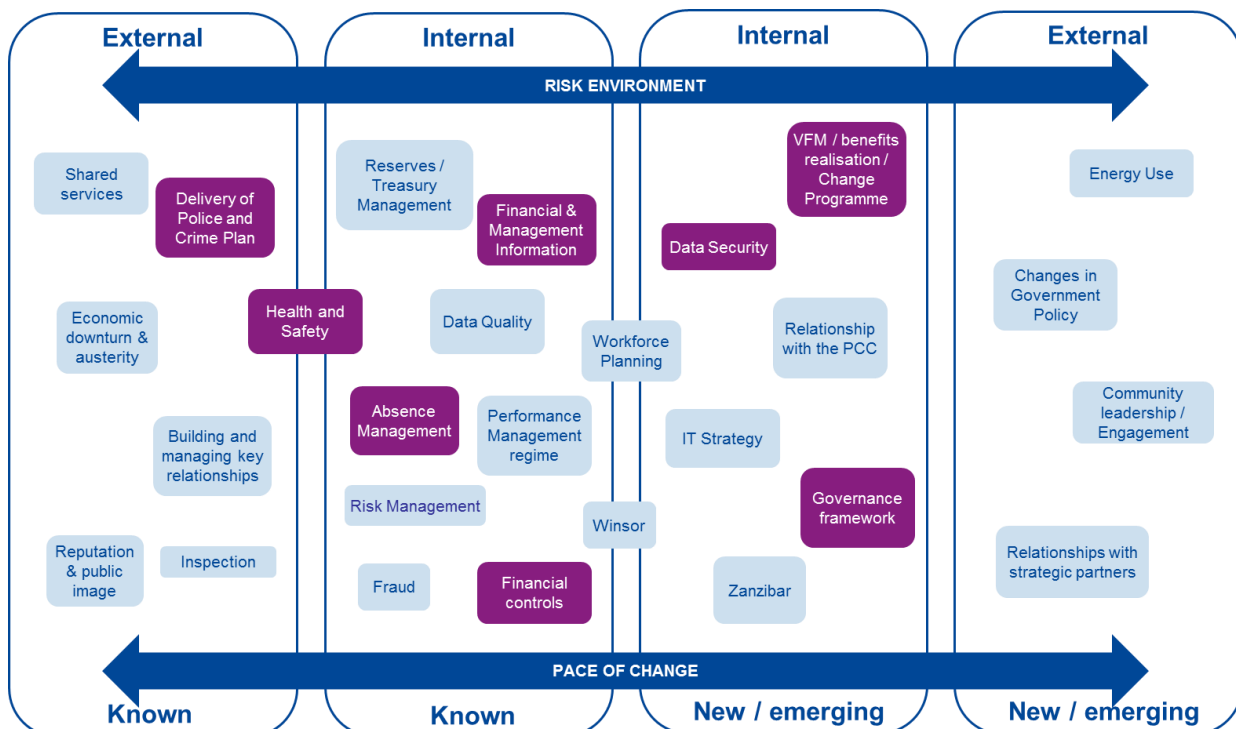 External
Internal
Internal
External
RISK ENVIRONMENT
Shared
services
Delivery of
Police and
Crime Plan
Economic
downturn &
austerity
Health and
Safety
Building and
managing key
relationships
Reputation
& public
image
Inspection
Reserves /
Treasury
Management
Financial &
Management
Information
Data Quality
Workforce
Planning
Absence
Management
Performance
Management
regime
Risk Management
Winsor
Fraud
Financial
controls
VFM / benefits
realisation /
Change
Programme
Data Security
Relationship
with the PCC
IT Strategy
Governance
framework
Zanzibar
Energy Use
Changes in
Government
Policy
Community
leadership /
Engagement
Relationships with
strategic partners
PACE OF CHANGE
Known
Known
New / emerging
New / emerging